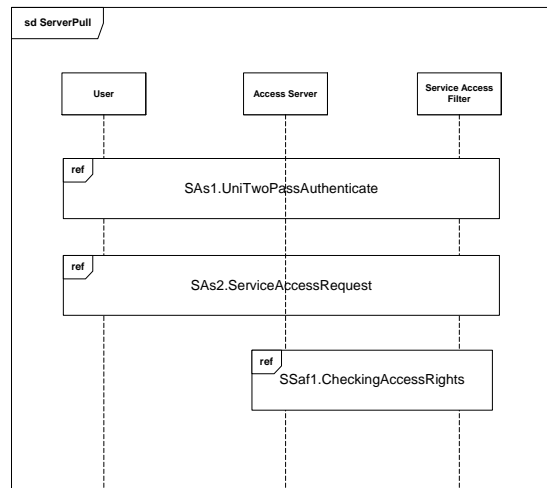 sd ServerPull
User
Access Server
Service Access
Filter
ref
SAs1.UniTwoPassAuthenticate
ref
SAs2.ServiceAccessRequest
ref
SSaf1.CheckingAccessRights